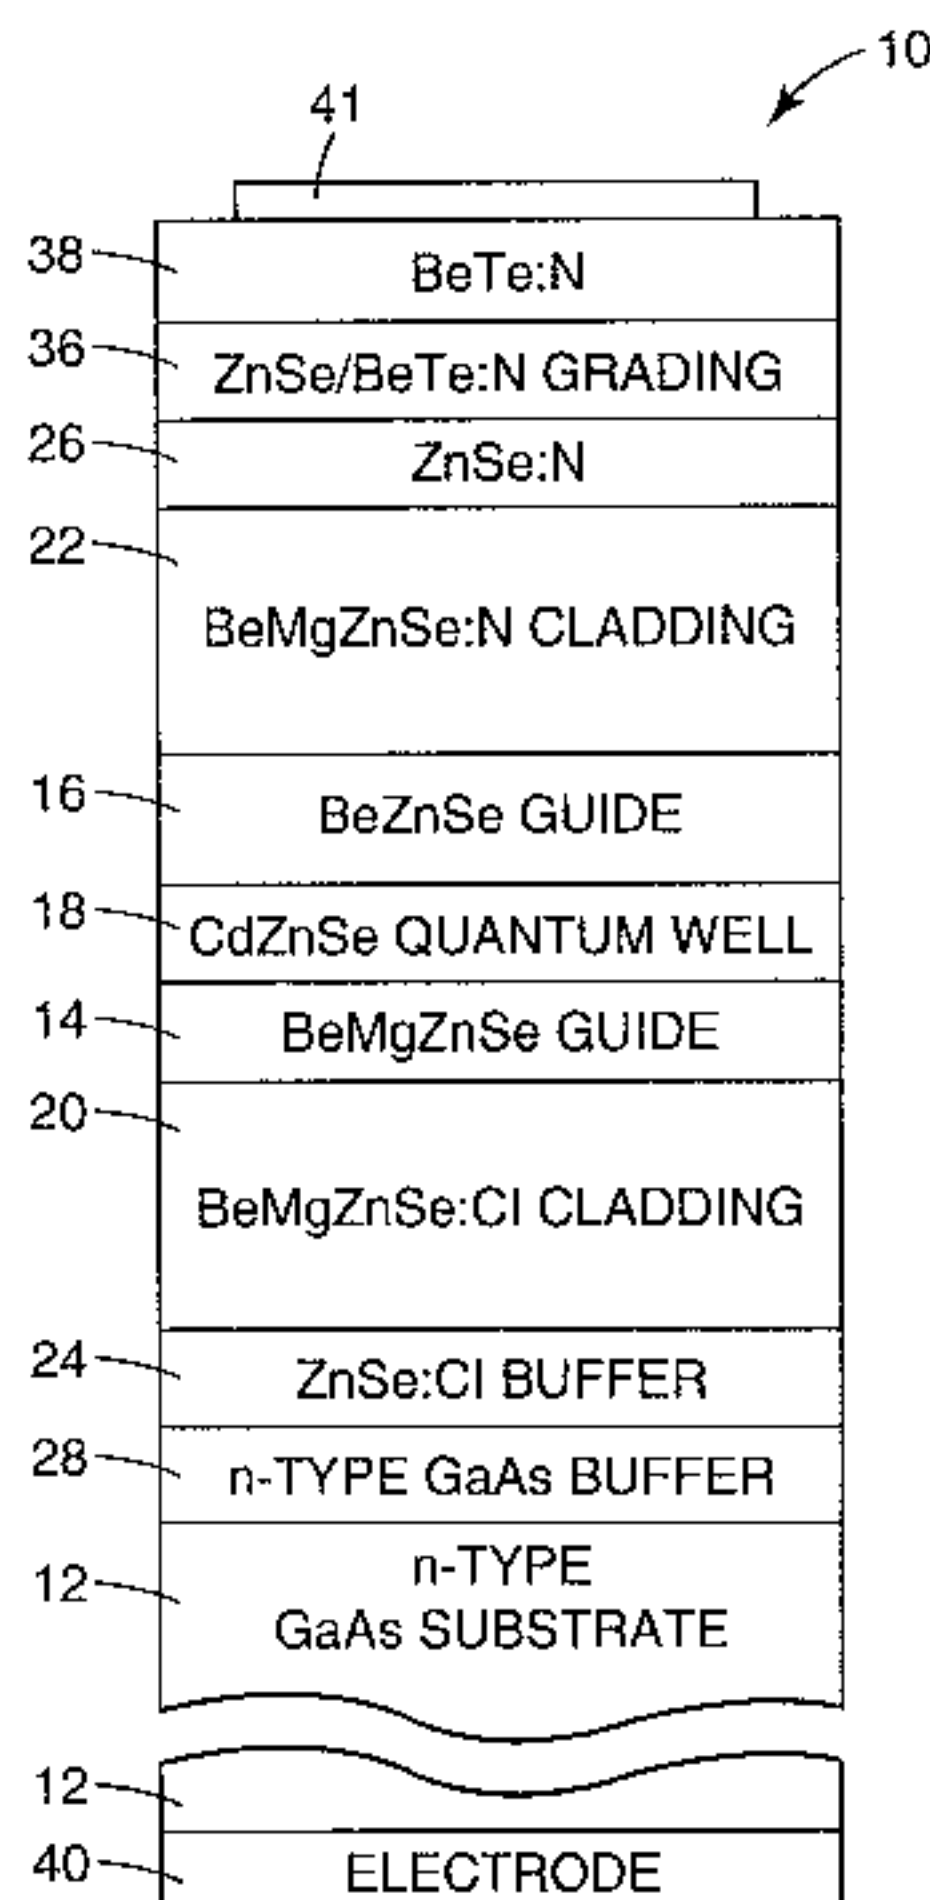 10
41
38 BeTe:N
36 ZnSe/BeTe:N GRADING
26 ZnSe:N
22
BeMgZnSe:N CLADDING
16 BeZnSe GUIDE
18 CdZnSe QUANTUM WELL
14 BeMgZnSe GUIDE
20
BeMgZnSe:Cl CLADDING
24 ZnSe:Cl BUFFER
28 n-TYPE GaAs BUFFER
12 n-TYPE
GaAs SUBSTRATE
12
40 ELECTRODE